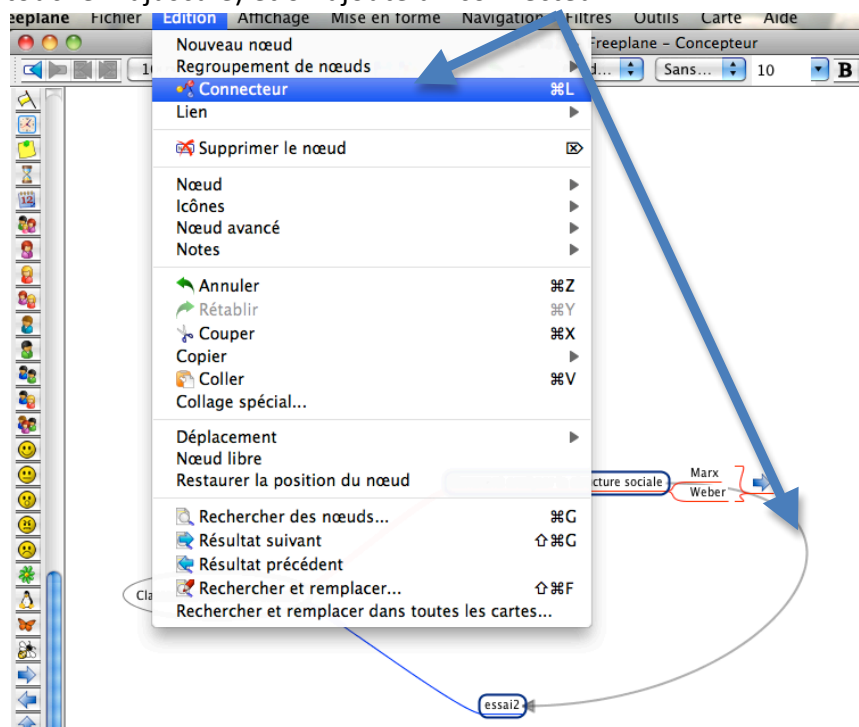 eeplane Fichier Edition Affichage Mise en forme Navigation Filtres Outils Carte Aide
Freeplane – Concepteur
Sans... 10 B
Nouveau nœud
Regroupement de nœuds
Connecteur ⌘L
Lien
Supprimer le nœud ⌦
Nœud
Icônes
Nœud avancé
Notes
Annuler ⌘Z
Rétablir ⌘Y
Couper ⌘X
Copier
Coller ⌘V
Collage spécial...
Déplacement
Nœud libre
Restaurer la position du nœud
Rechercher des nœuds... ⌘G
Résultat suivant ⇧⌘G
Résultat précédent
Rechercher et remplacer... ⇧⌘F
Rechercher et remplacer dans toutes les cartes...
cture sociale
Marx
Weber
Cla
essai2
12